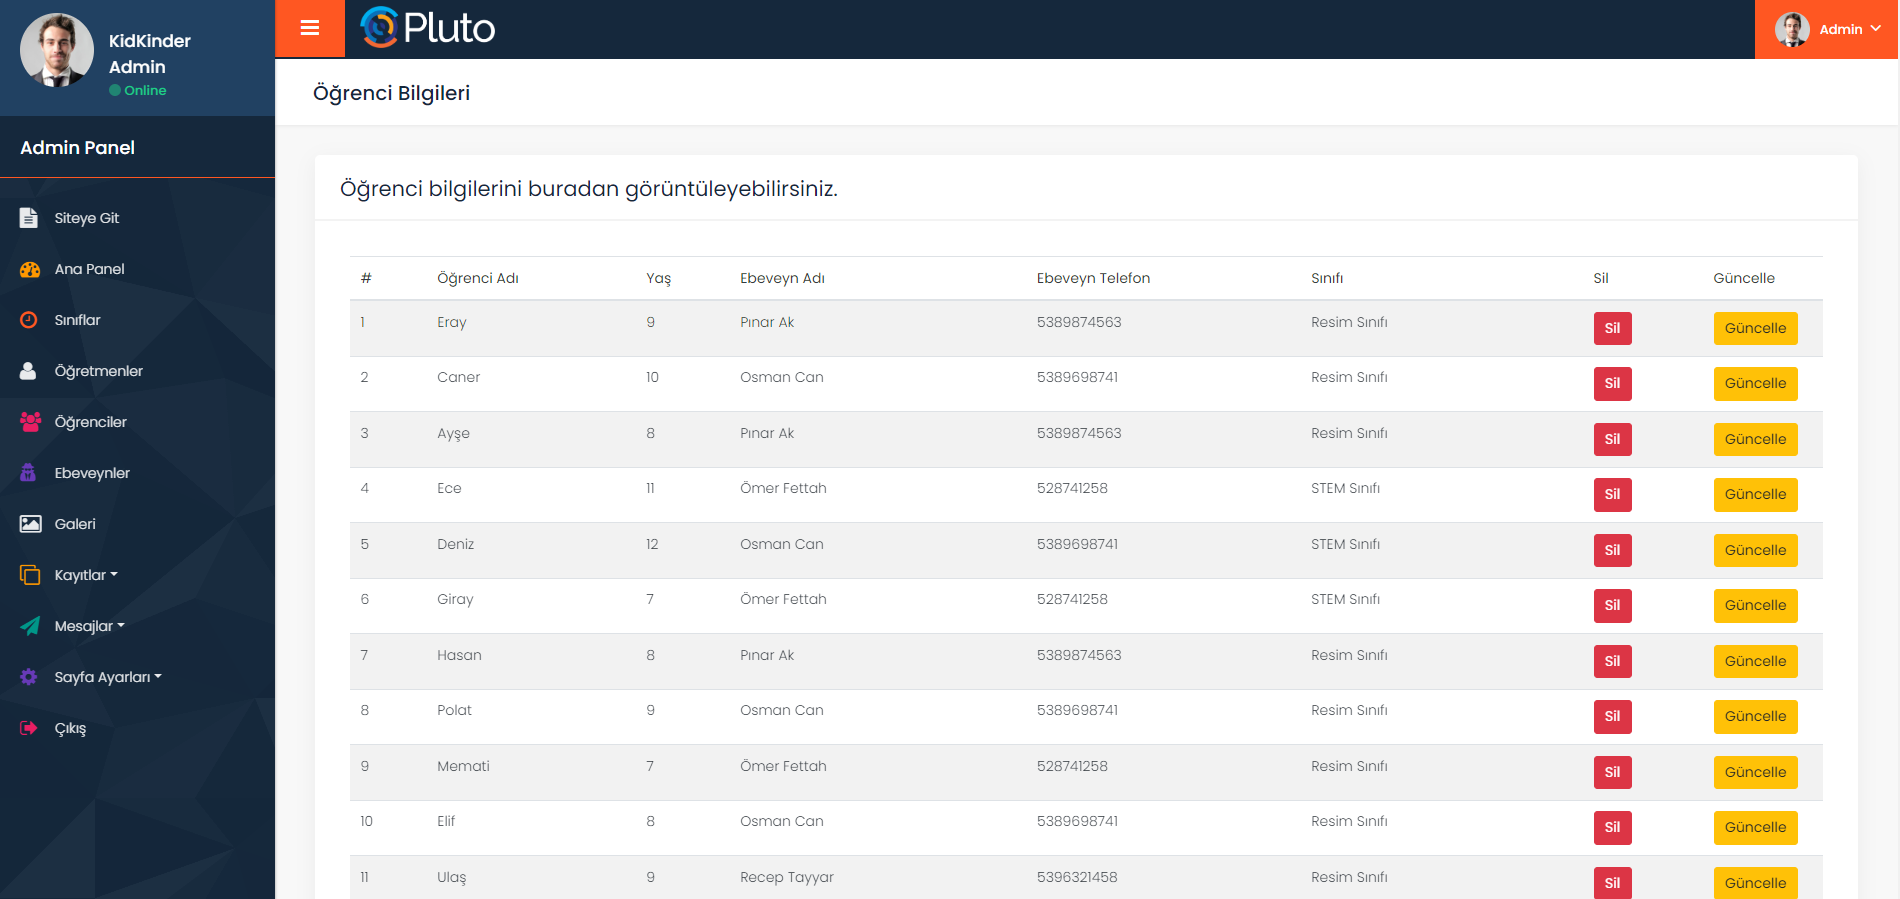 KidKinder
Admin
Online
Admin Panel
Siteye Git
Ana Panel
Sınıflar
Öğretmenler
Öğrenciler
Ebeveynler
Galeri
Kayıtlar
Mesajlar
Sayfa Ayarları
Çıkış
Pluto
Admin
Öğrenci Bilgileri
Öğrenci bilgilerini buradan görüntüleyebilirsiniz.
# Öğrenci Adı Yaş Ebeveyn Adı Ebeveyn Telefon Sınıfı Sil Güncelle
1 Eray 9 Pınar Ak 5389874563 Resim Sınıfı Sil Güncelle
2 Caner 10 Osman Can 5389698741 Resim Sınıfı Sil Güncelle
3 Ayşe 8 Pınar Ak 5389874563 Resim Sınıfı Sil Güncelle
4 Ece 11 Ömer Fettah 528741258 STEM Sınıfı Sil Güncelle
5 Deniz 12 Osman Can 5389698741 STEM Sınıfı Sil Güncelle
6 Giray 7 Ömer Fettah 528741258 STEM Sınıfı Sil Güncelle
7 Hasan 8 Pınar Ak 5389874563 Resim Sınıfı Sil Güncelle
8 Polat 9 Osman Can 5389698741 Resim Sınıfı Sil Güncelle
9 Memati 7 Ömer Fettah 528741258 Resim Sınıfı Sil Güncelle
10 Elif 8 Osman Can 5389698741 Resim Sınıfı Sil Güncelle
11 Ulaş 9 Recep Tayyar 5396321458 Resim Sınıfı Sil Güncelle